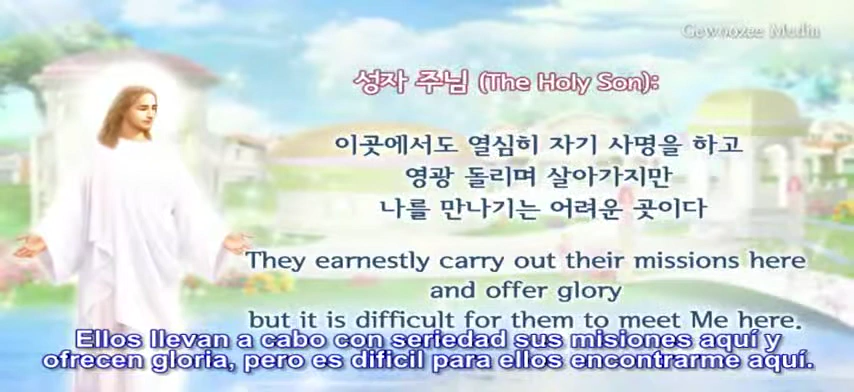 Gewoozee Media
성자 주님 (The Holy Son):
이곳에서도 열심히 자기 사명을 하고
영광 돌리며 살아가지만
나를 만나기는 어려운 곳이다
They earnestly carry out their missions here
and offer glory
but it is difficult for them to meet Me here.
Ellos llevan a cabo con seriedad sus misiones aquí y
ofrecen gloria, pero es dificil para ellos encontrarme aquí.